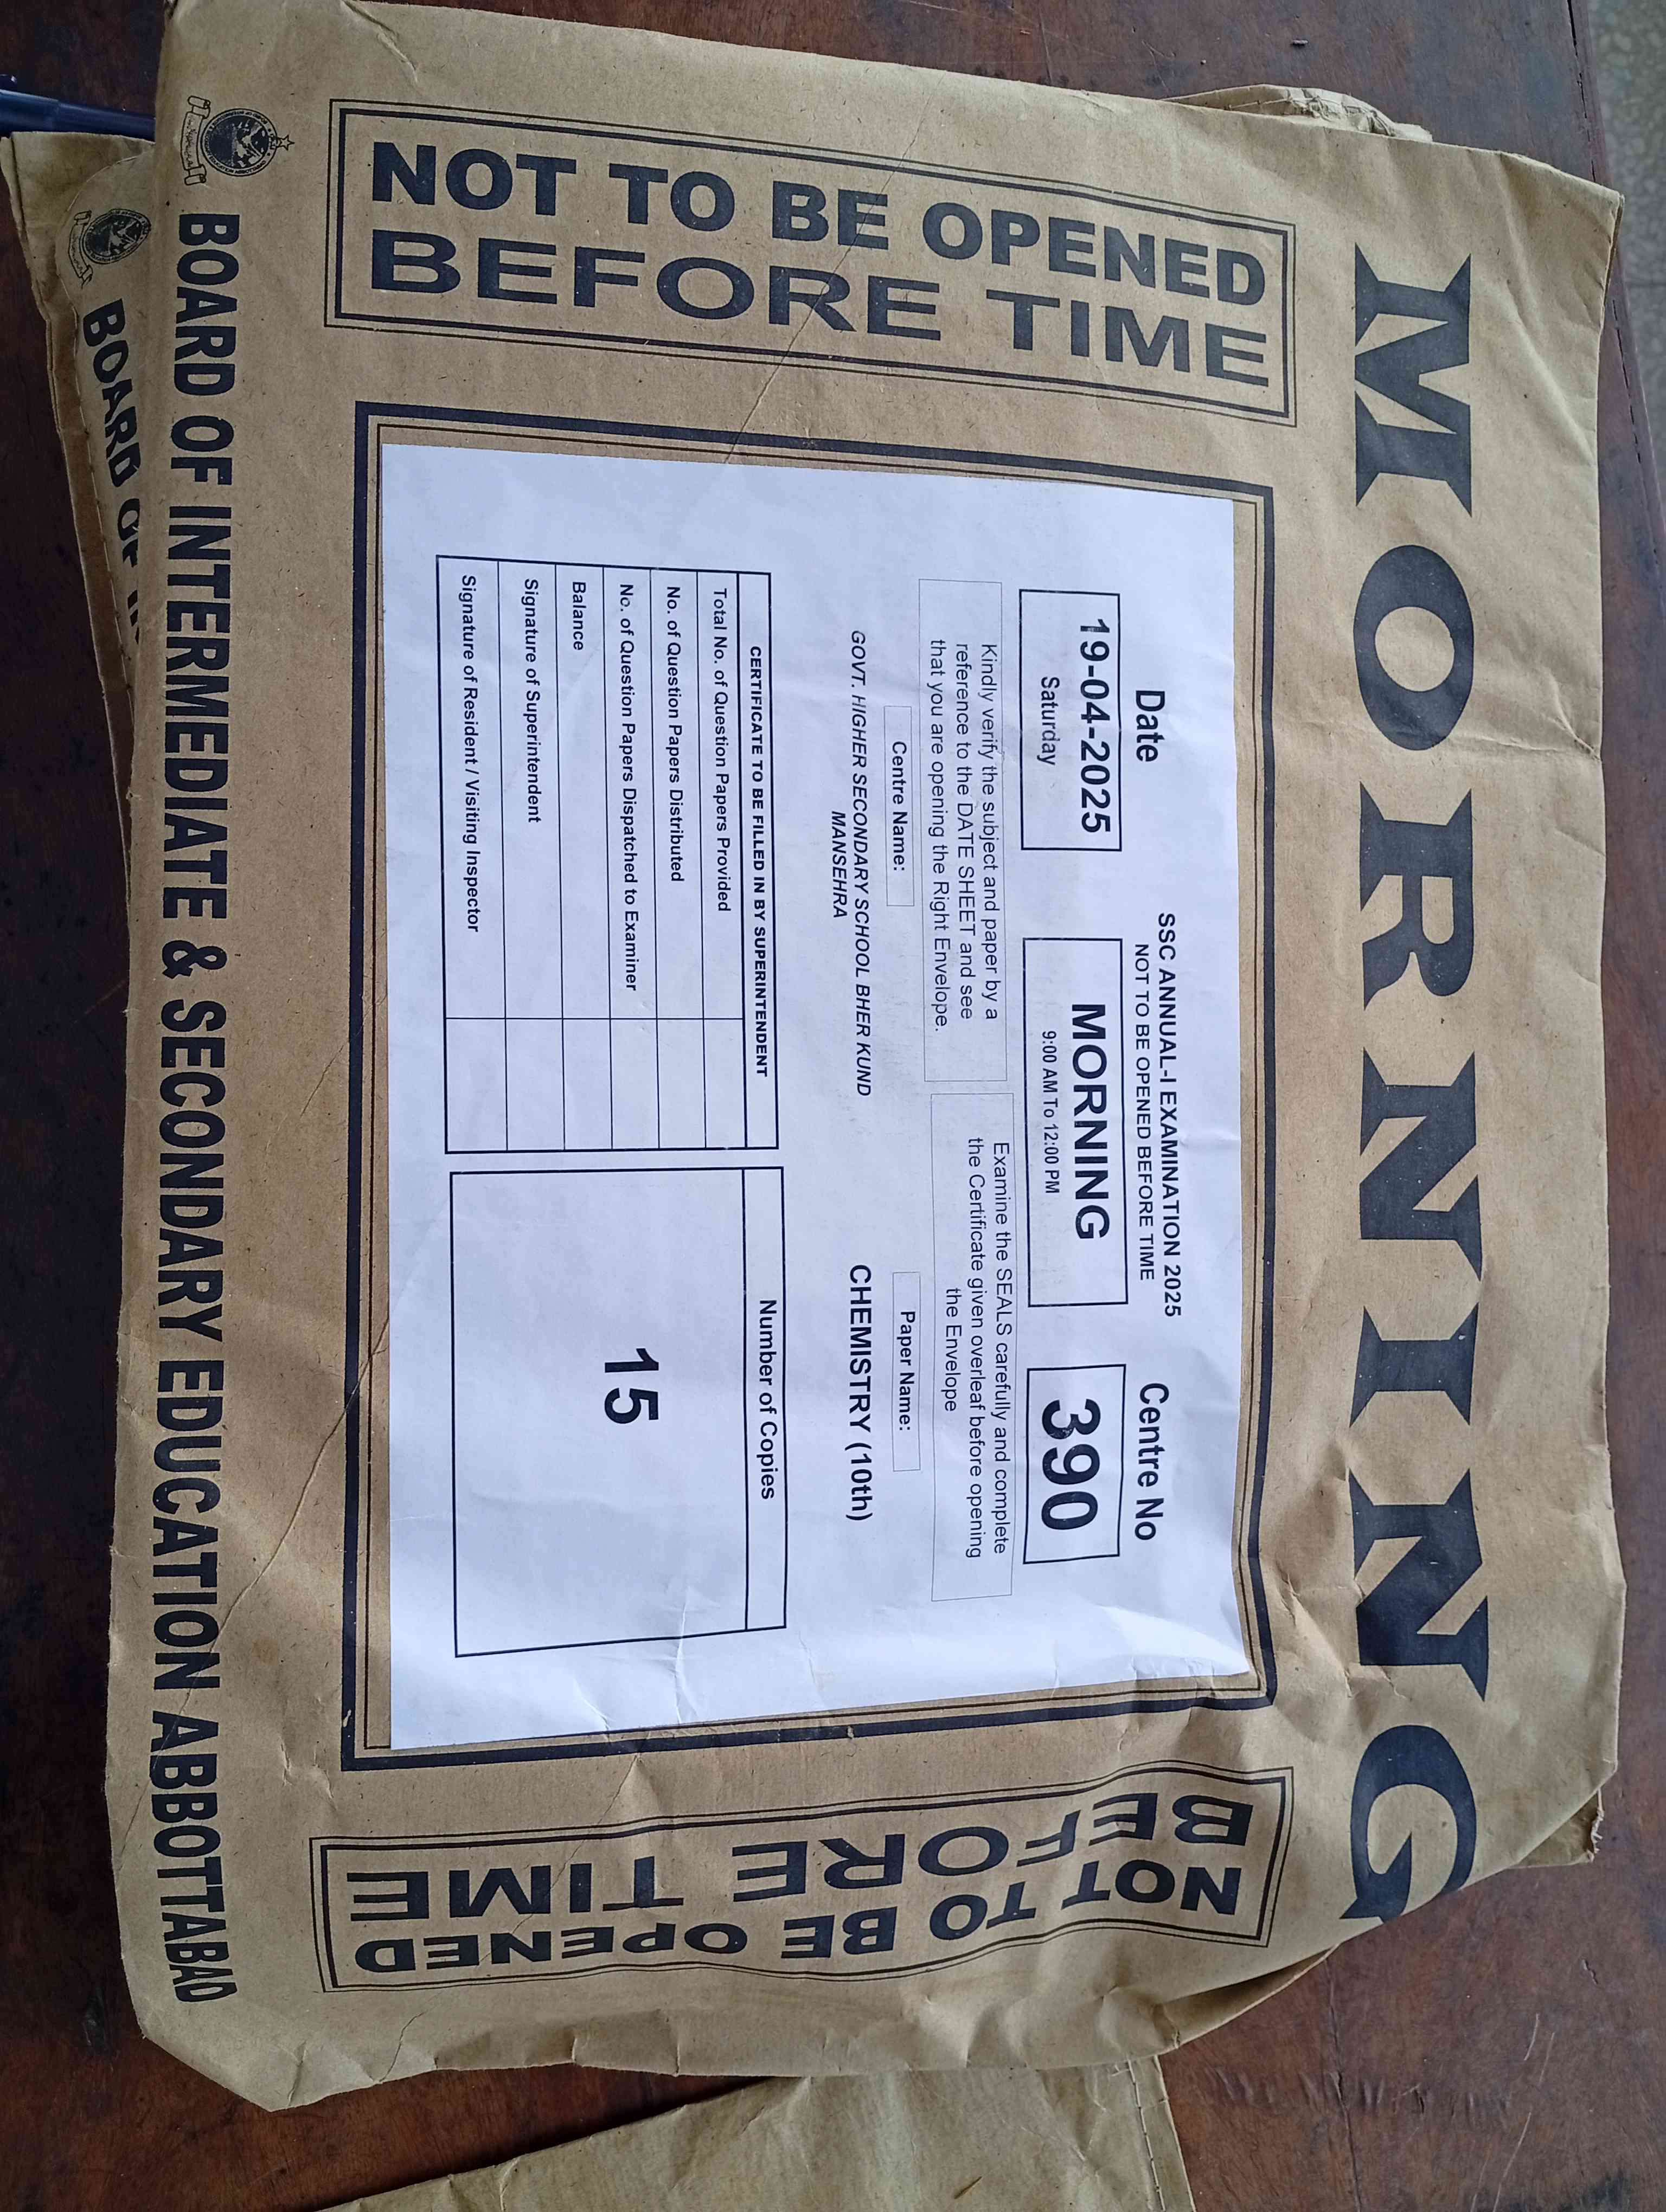 MORNING
NOT TO BE OPENED
BEFORE TIME
Date
19-04-2025
Saturday
SSC ANNUAL-I EXAMINATION 2025
NOT TO BE OPENED BEFORE TIME
MORNING
9:00 AM To 12:00 PM
Centre No
390
Kindly verify the subject and paper by a
reference to the DATE SHEET and see
that you are opening the Right Envelope.
Examine the SEALS carefully and complete
the Certificate given overleaf before opening
the Envelope
Centre Name:
GOVT. HIGHER SECONDARY SCHOOL BHER KUND
MANSEHRA
Paper Name:
CHEMISTRY (10th)
CERTIFICATE TO BE FILLED IN BY SUPERINTENDENT
Total No. of Question Papers Provided
No. of Question Papers Distributed
No. of Question Papers Dispatched to Examiner
Balance
Signature of Superintendent
Signature of Resident / Visiting Inspector
Number of Copies
15
NOT TO BE OPENED
BEFORE TIME
BOARD OF INTERMEDIATE & SECONDARY EDUCATION ABBOTTABAD
BOARD OF